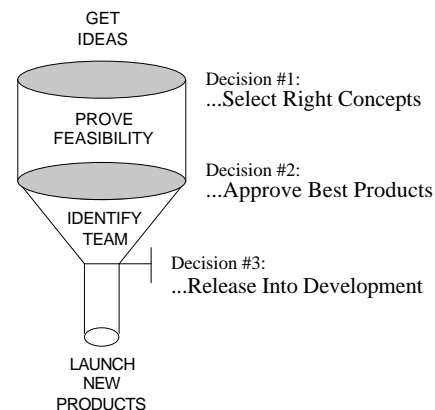 GET
IDEAS
Decision #1:
...Select Right Concepts
PROVE
FEASIBILITY
Decision #2:
...Approve Best Products
IDENTIFY
TEAM
Decision #3:
...Release Into Development
LAUNCH
NEW
PRODUCTS